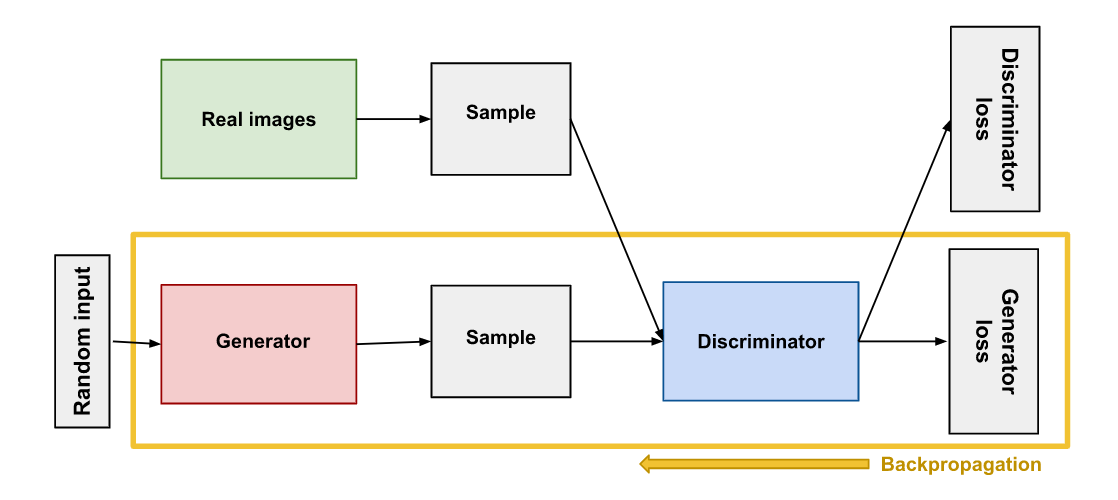 Real images
Sample
Discriminator
loss
Random input
Generator
Sample
Discriminator
Generator
loss
Backpropagation